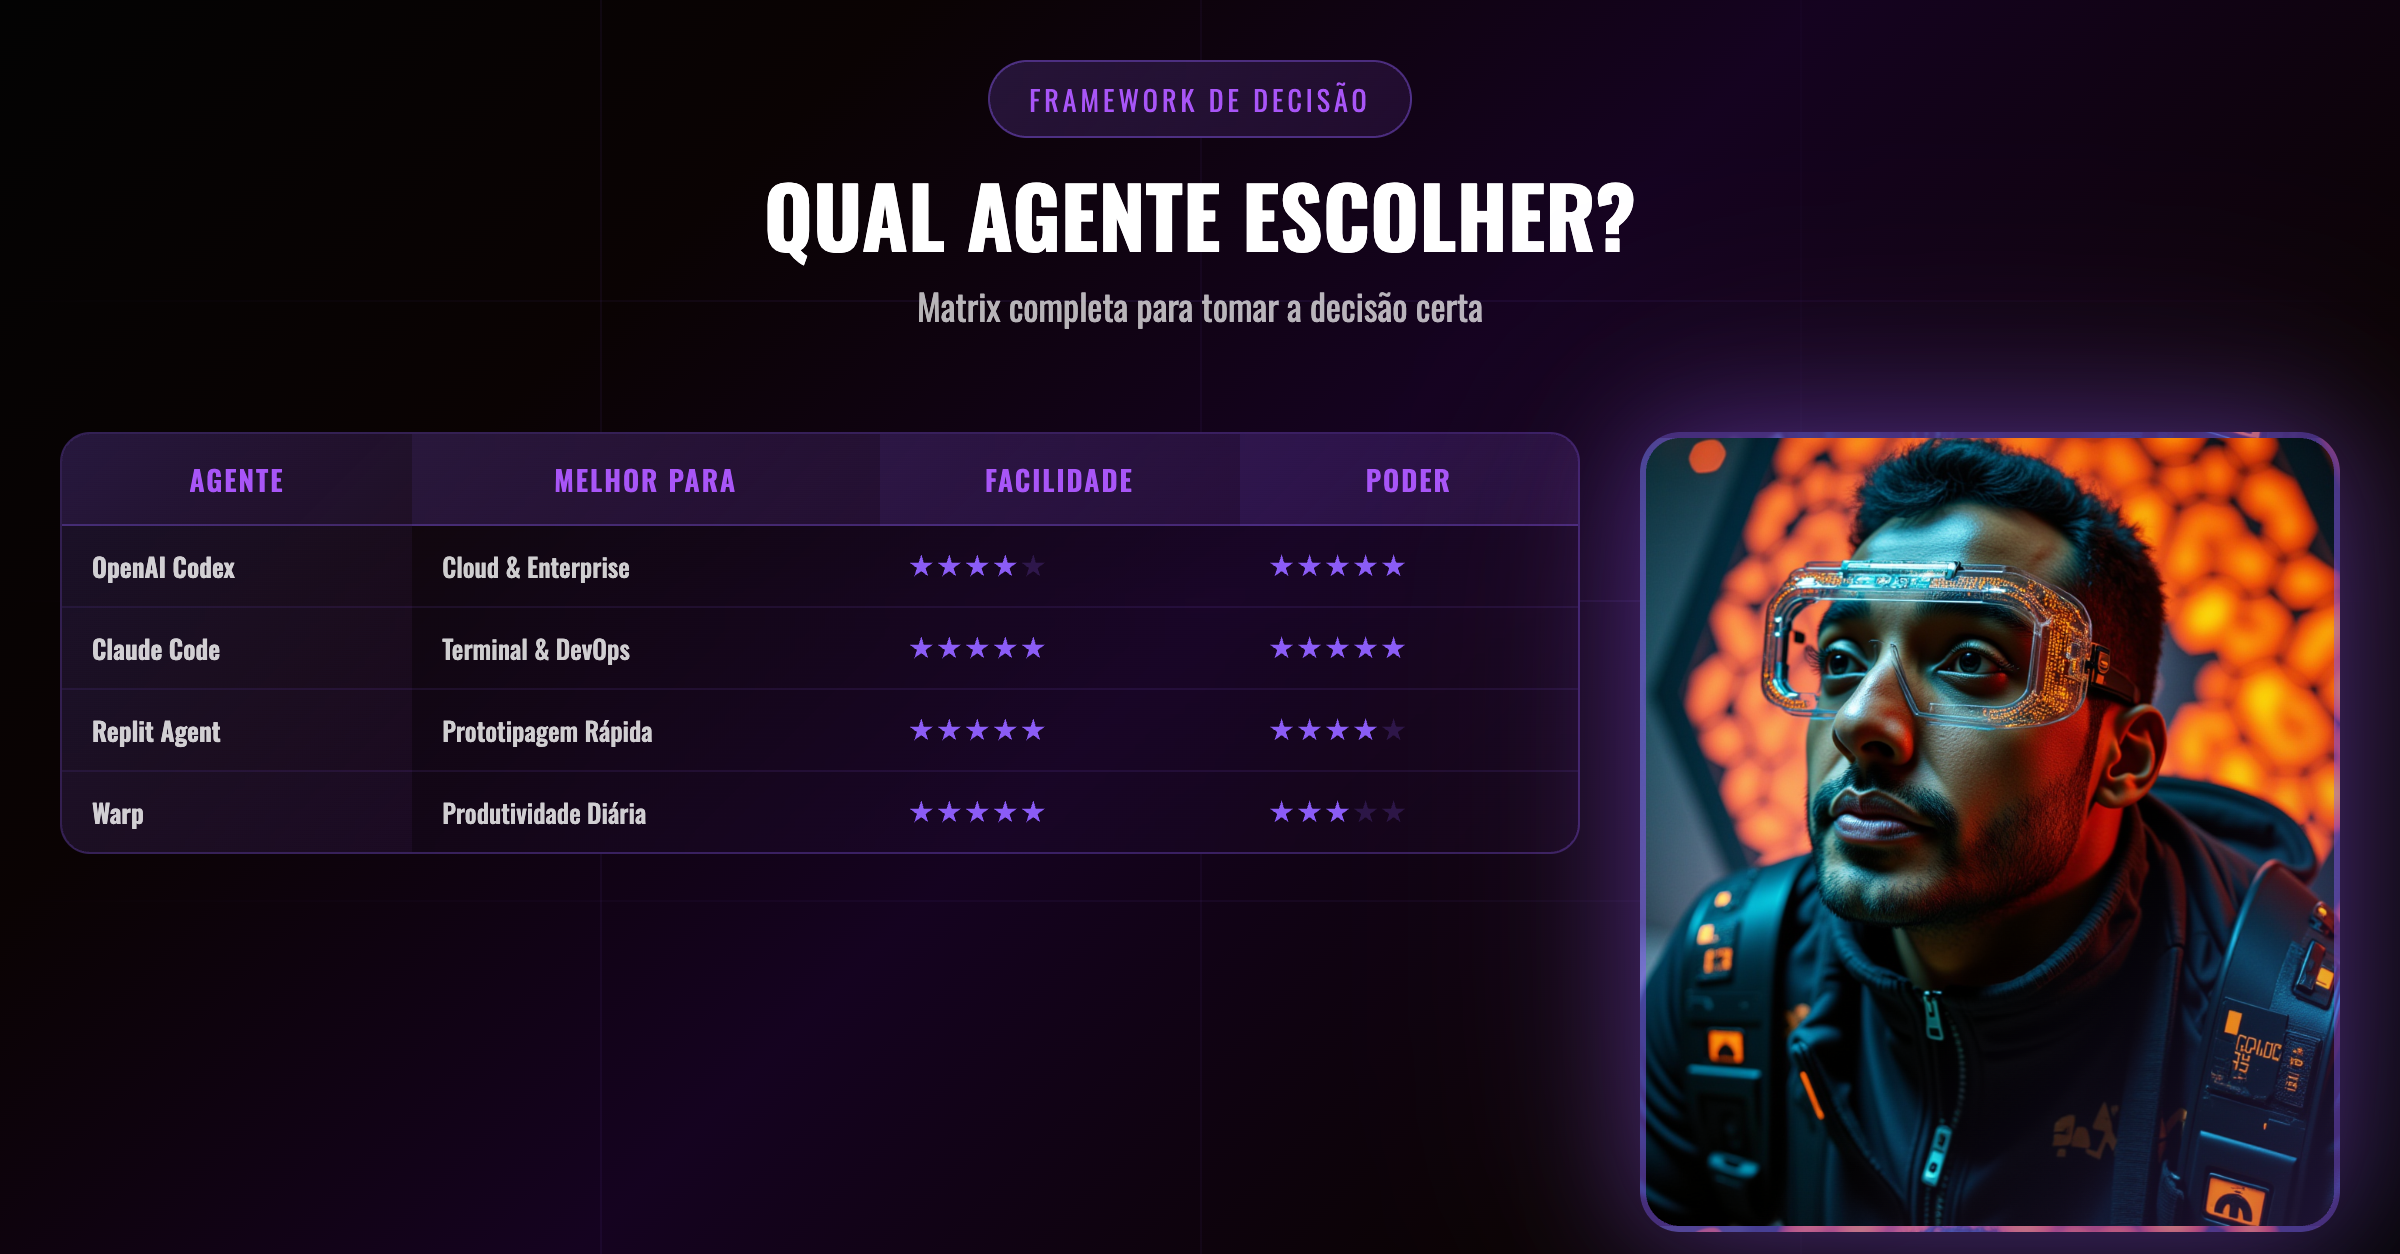 FRAMEWORK DE DECISÃO
QUAL AGENTE ESCOLHER?
Matrix completa para tomar a decisão certa
AGENTE MELHOR PARA FACILIDADE PODER
OpenAI Codex Cloud & Enterprise ★★★★★ ★★★★★
Claude Code Terminal & DevOps ★★★★★ ★★★★★
Replit Agent Prototipagem Rápida ★★★★★ ★★★★★
Warp Produtividade Diária ★★★★★ ★★★★★